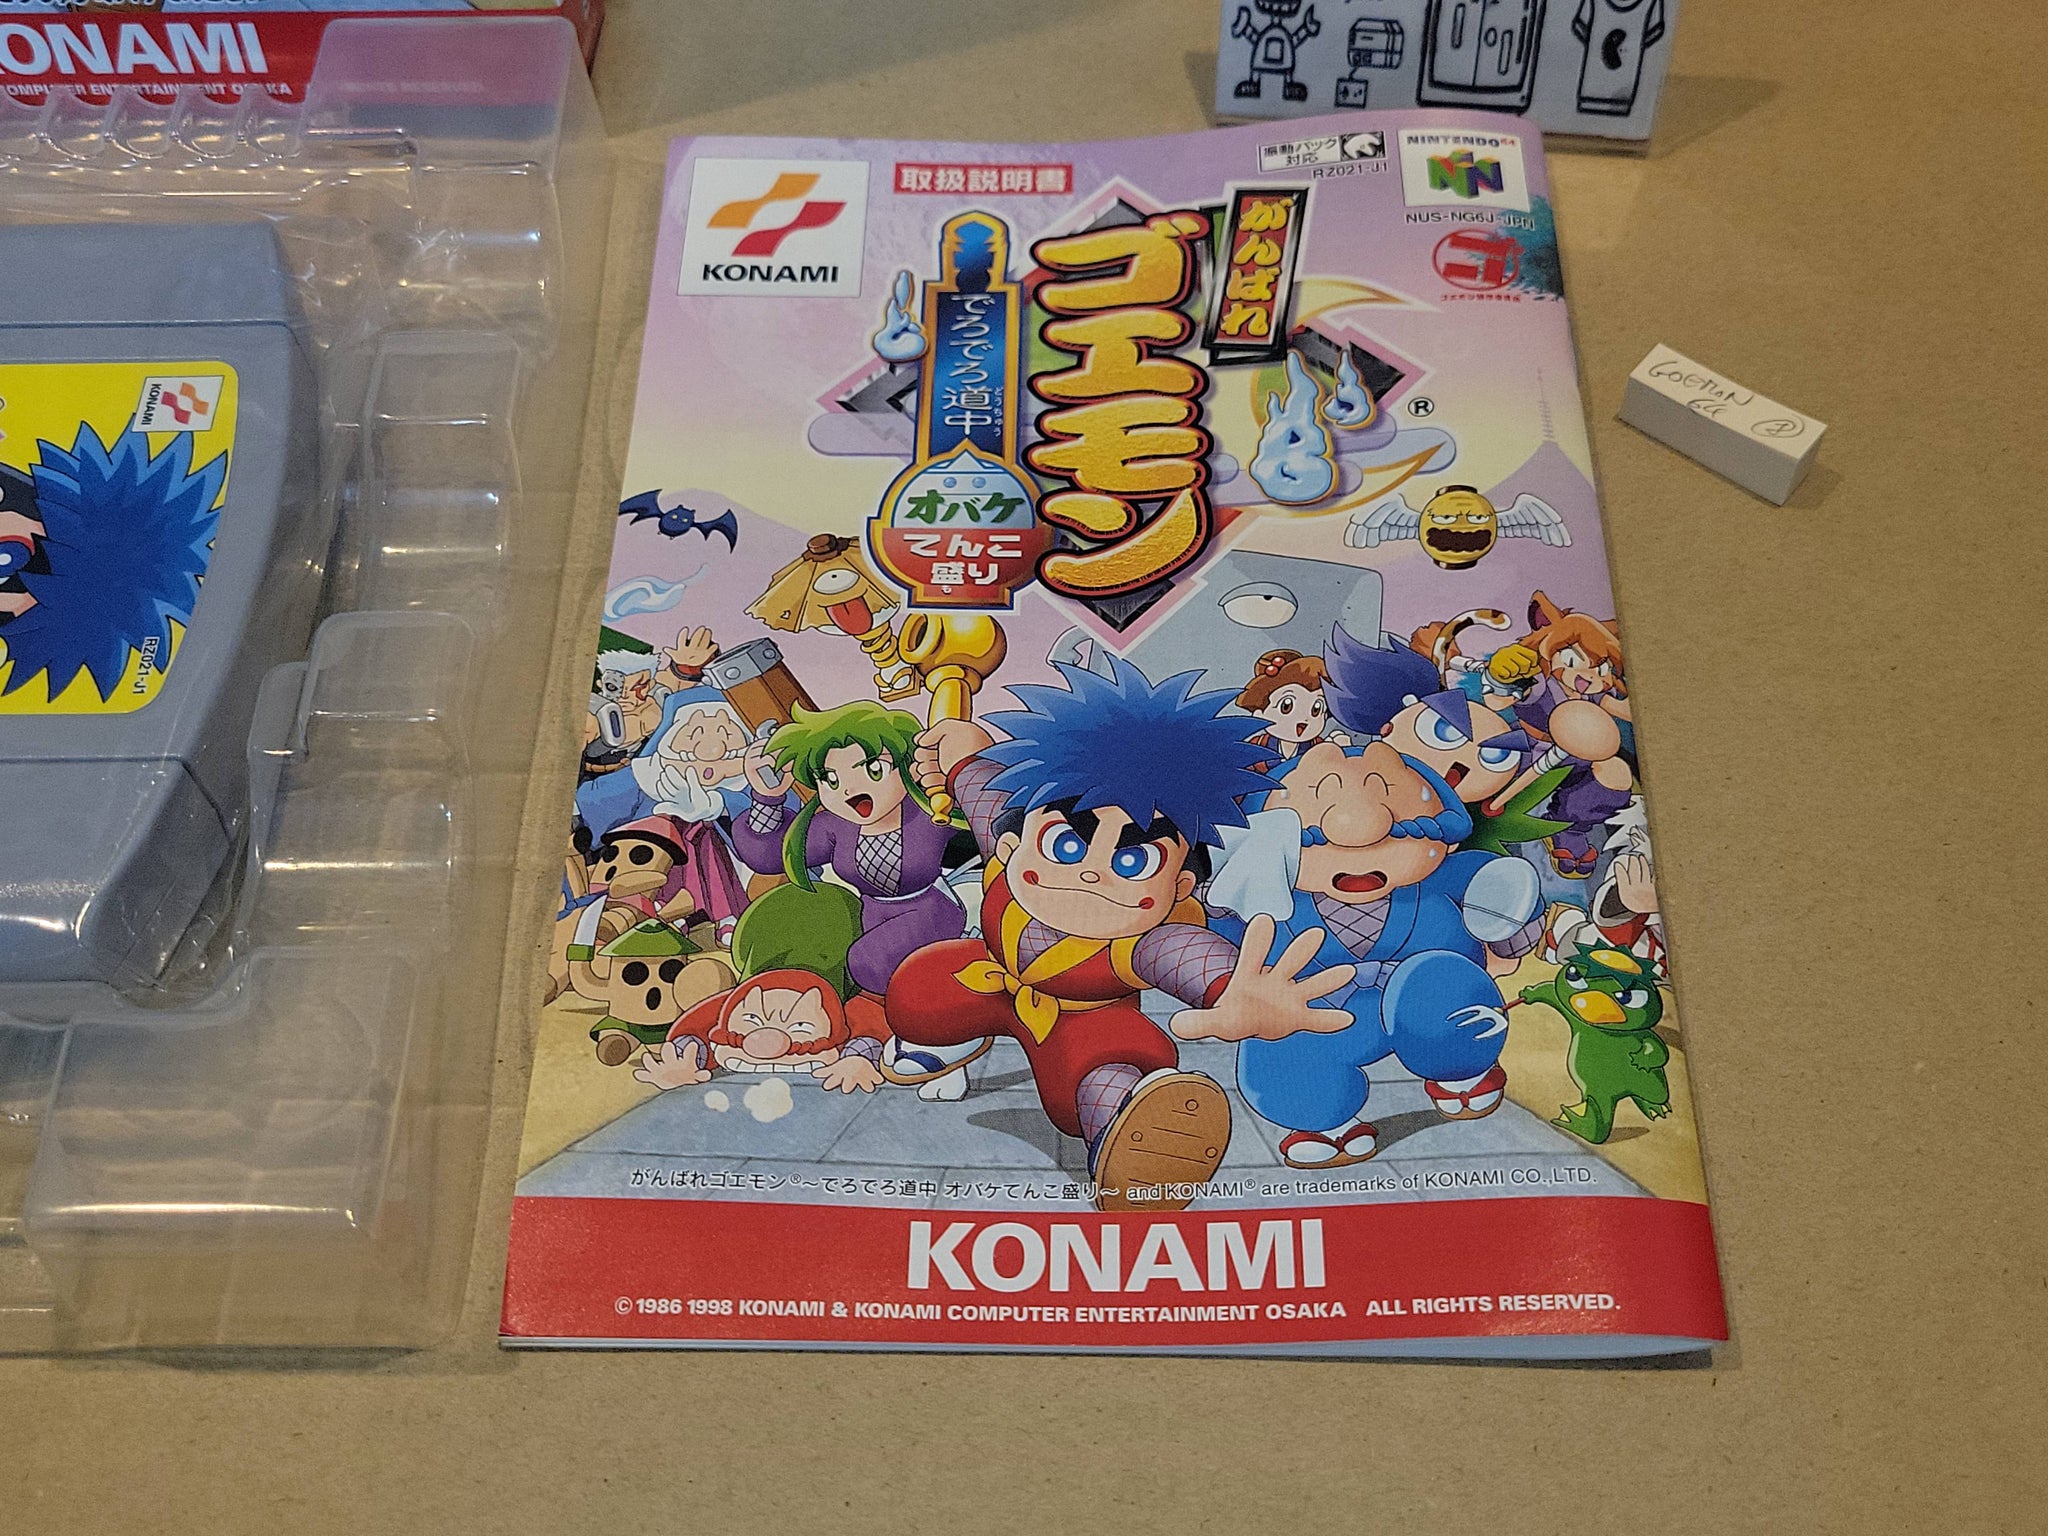 KONAMI
COMPUTER ENTERTAINMENT OSAKA
KONAMI
RZ021-J1
KONAMI
取扱説明書
振動パック
対応
RZ021-J1
NINTENDO64
NUS-NG6J-JPN
がんばれ
ゴエモン
®
でろでろ道中
どうちゅう
オバケ
てんこ
盛り
も
GOEMON
64
がんばれゴエモン®～でろでろ道中 オバケてんこ盛り～ and KONAMI® are trademarks of KONAMI CO.,LTD.
KONAMI
©1986 1998 KONAMI & KONAMI COMPUTER ENTERTAINMENT OSAKA ALL RIGHTS RESERVED.